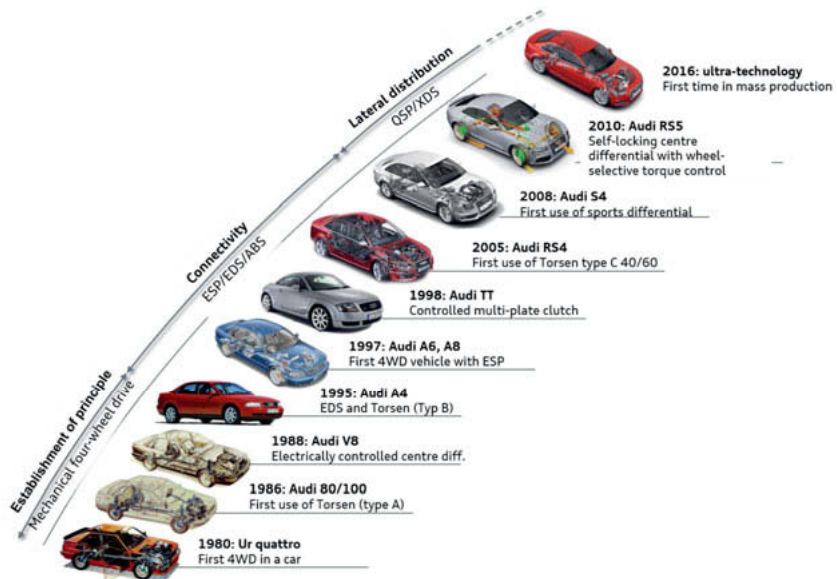 Lateral distribution
QSP/XDS
Connectivity
ESP/EDS/ABS
Establishment of principle
Mechanical four-wheel drive
2016: ultra-technology
First time in mass production
2010: Audi RS5
Self-locking centre
differential with wheel-
selective torque control
2008: Audi S4
First use of sports differential
2005: Audi RS4
First use of Torsen type C 40/60
1998: Audi TT
Controlled multi-plate clutch
1997: Audi A6, A8
First 4WD vehicle with ESP
1995: Audi A4
EDS and Torsen (Typ B)
1988: Audi V8
Electrically controlled centre diff.
1986: Audi 80/100
First use of Torsen (type A)
1980: Ur quattro
First 4WD in a car